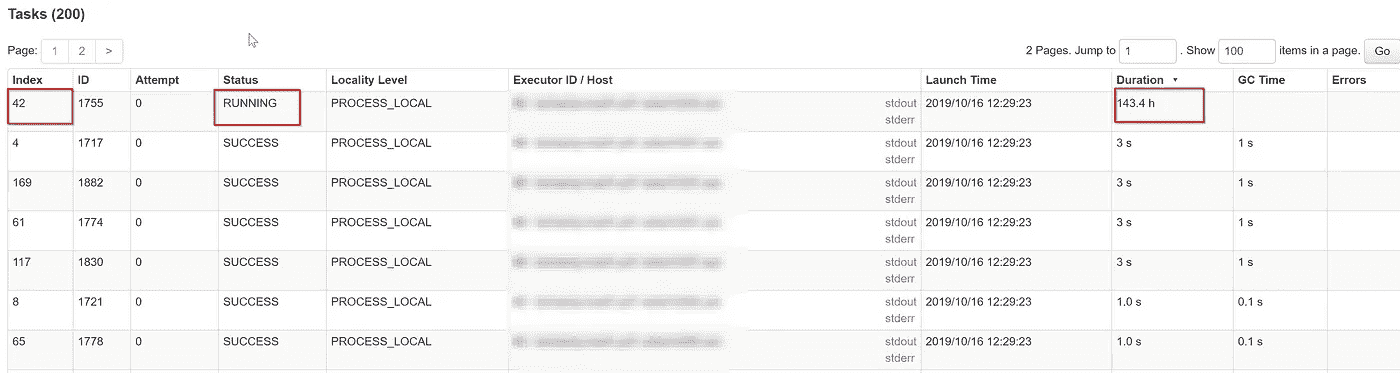 Tasks (200)
Page: 1 2 > 2 Pages. Jump to 1 . Show 100 items in a page. Go
Index ID Attempt Status Locality Level Executor ID / Host Launch Time Duration ▾ GC Time Errors
42 1755 0 RUNNING PROCESS_LOCAL stdout 2019/10/16 12:29:23 143.4 h
stderr
4 1717 0 SUCCESS PROCESS_LOCAL stdout 2019/10/16 12:29:23 3 s 1 s
stderr
169 1882 0 SUCCESS PROCESS_LOCAL stdout 2019/10/16 12:29:23 3 s 1 s
stderr
61 1774 0 SUCCESS PROCESS_LOCAL stdout 2019/10/16 12:29:23 3 s 1 s
stderr
117 1830 0 SUCCESS PROCESS_LOCAL stdout 2019/10/16 12:29:23 3 s 1 s
stderr
8 1721 0 SUCCESS PROCESS_LOCAL stdout 2019/10/16 12:29:23 1.0 s 0.1 s
stderr
65 1778 0 SUCCESS PROCESS_LOCAL stdout 2019/10/16 12:29:23 1.0 s 0.1 s
stderr